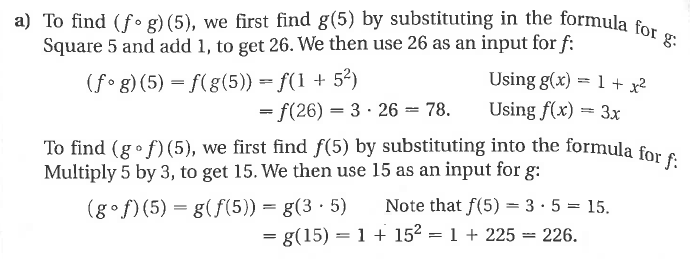 a) To find (f∘g)(5), we first find g(5) by substituting in the formula for g:
Square 5 and add 1, to get 26. We then use 26 as an input for f:
(f∘g)(5) = f(g(5)) = f(1 + 5²) Using g(x) = 1 + x²
= f(26) = 3 · 26 = 78. Using f(x) = 3x
To find (g∘f)(5), we first find f(5) by substituting into the formula for f:
Multiply 5 by 3, to get 15. We then use 15 as an input for g:
(g∘f)(5) = g(f(5)) = g(3 · 5) Note that f(5) = 3 · 5 = 15.
= g(15) = 1 + 15² = 1 + 225 = 226.